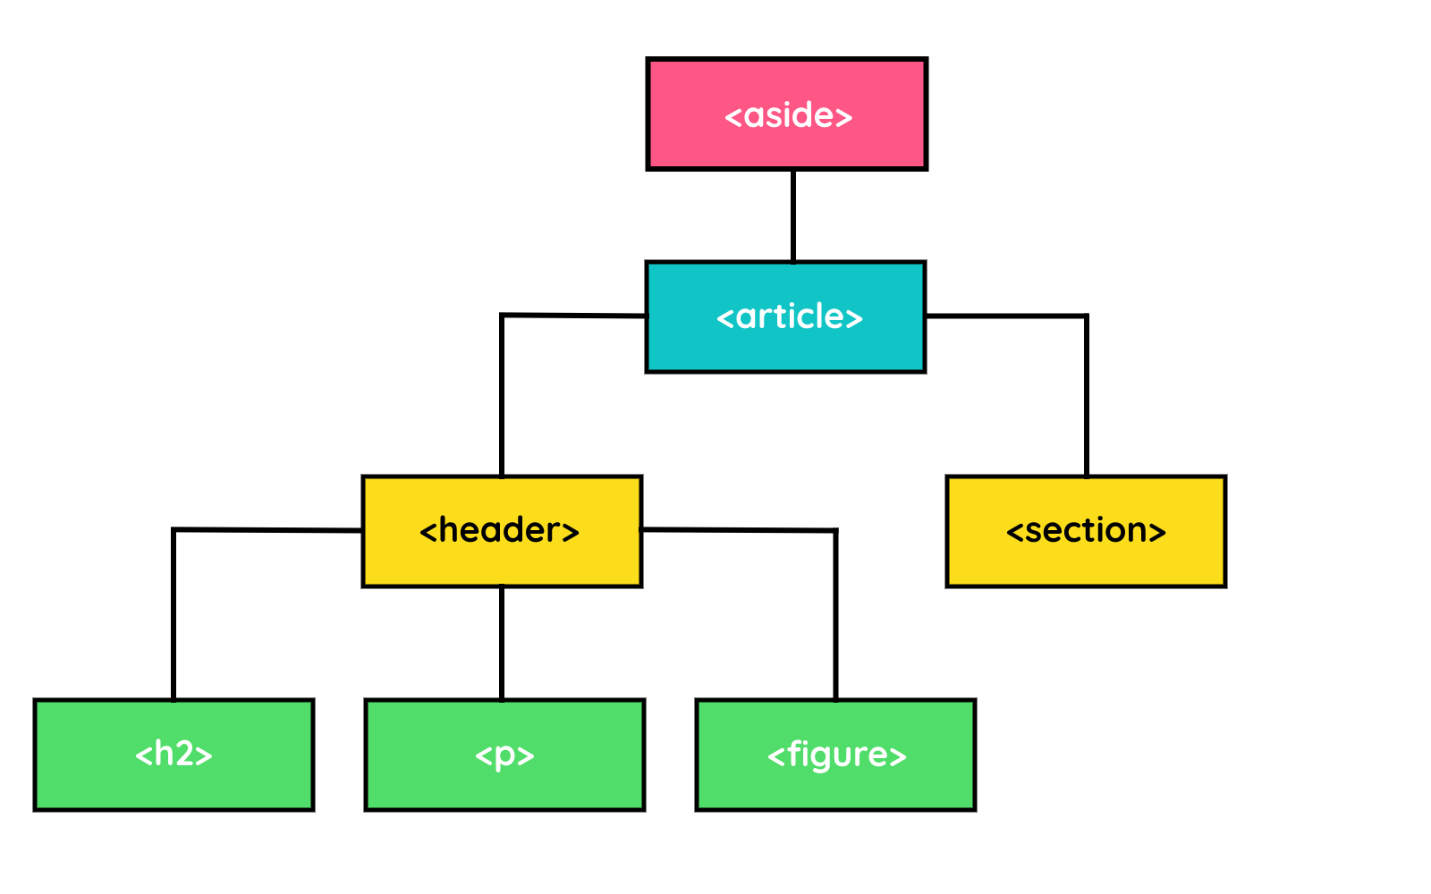 <aside>
<article>
<header>
<section>
<h2>
<p>
<figure>